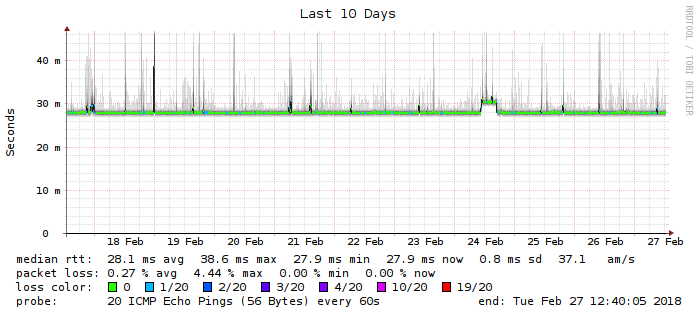 Last 10 Days
RRDTOOL / TOBI OETIKER
Seconds
40 m
30 m
20 m
10 m
0
18 Feb 19 Feb 20 Feb 21 Feb 22 Feb 23 Feb 24 Feb 25 Feb 26 Feb 27 Feb
median rtt: 28.1 ms avg 38.6 ms max 27.9 ms min 27.9 ms now 0.8 ms sd 37.1 am/s
packet loss: 0.27 % avg 4.44 % max 0.00 % min 0.00 % now
loss color: 0 1/20 2/20 3/20 4/20 10/20 19/20
probe: 20 ICMP Echo Pings (56 Bytes) every 60s end: Tue Feb 27 12:40:05 2018